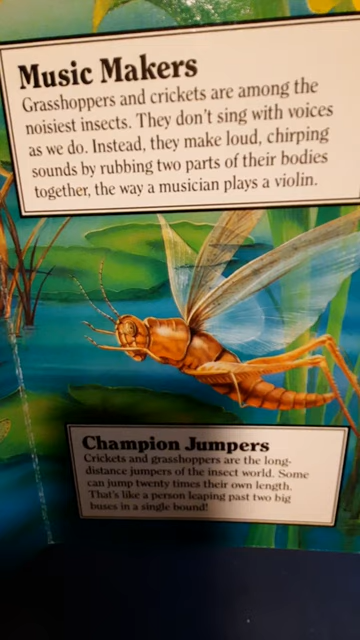 Music Makers
Grasshoppers and crickets are among the
noisiest insects. They don't sing with voices
as we do. Instead, they make loud, chirping
sounds by rubbing two parts of their bodies
together, the way a musician plays a violin.
Champion Jumpers
Crickets and grasshoppers are the long-
distance jumpers of the insect world. Some
can jump twenty times their own length.
That's like a person leaping past two big
buses in a single bound!